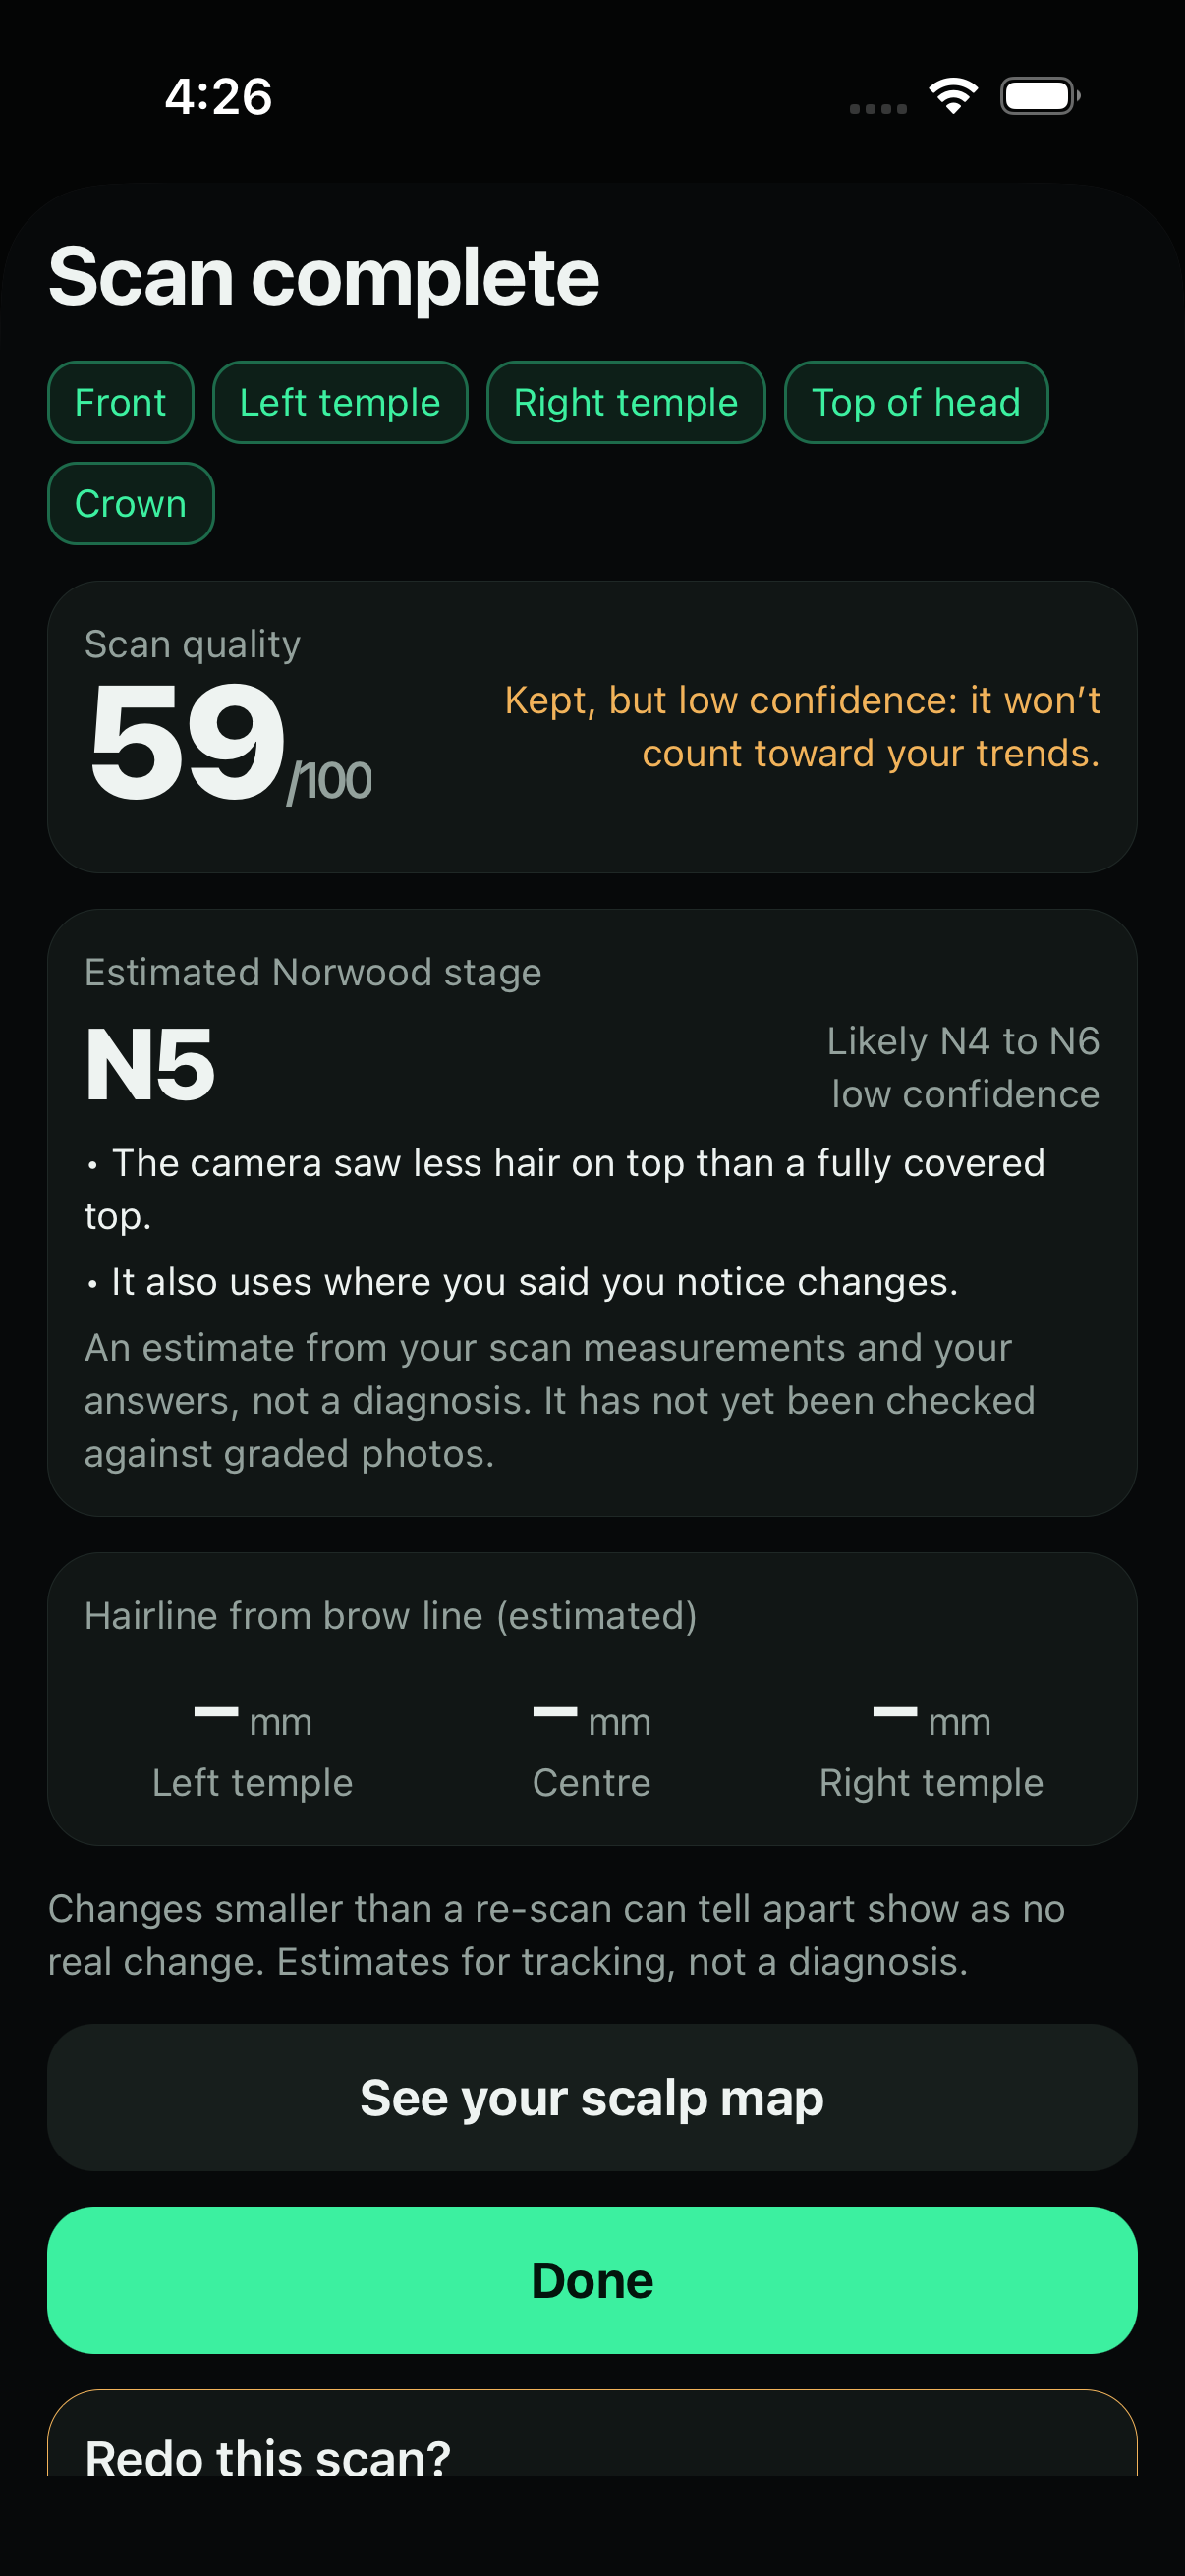 4:26
Scan complete
Front
Left temple
Right temple
Top of head
Crown
Scan quality
59/100
Kept, but low confidence: it won’t
count toward your trends.
Estimated Norwood stage
N5
Likely N4 to N6
low confidence
• The camera saw less hair on top than a fully covered
top.
• It also uses where you said you notice changes.
An estimate from your scan measurements and your
answers, not a diagnosis. It has not yet been checked
against graded photos.
Hairline from brow line (estimated)
– mm
– mm
– mm
Left temple
Centre
Right temple
Changes smaller than a re-scan can tell apart show as no
real change. Estimates for tracking, not a diagnosis.
See your scalp map
Done
Redo this scan?